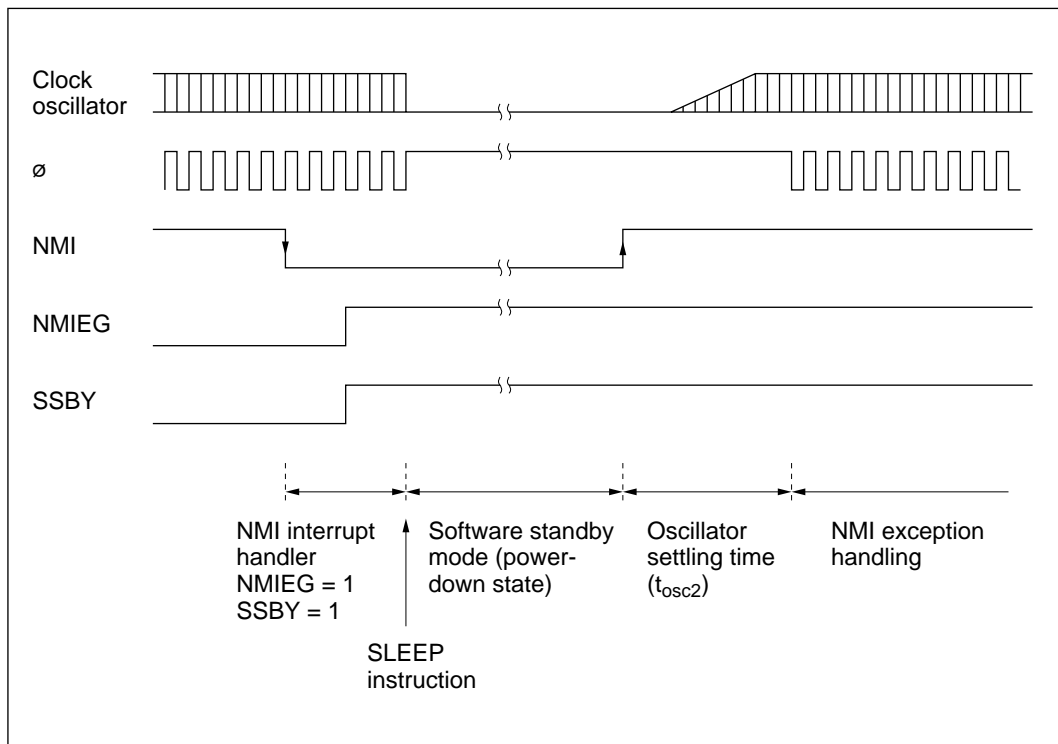 Clock
oscillator
ø
NMI
NMIEG
SSBY
NMI interrupt
handler
NMIEG = 1
SSBY = 1
Software standby
mode (power-
down state)
Oscillator
settling time
(tosc2)
NMI exception
handling
SLEEP
instruction